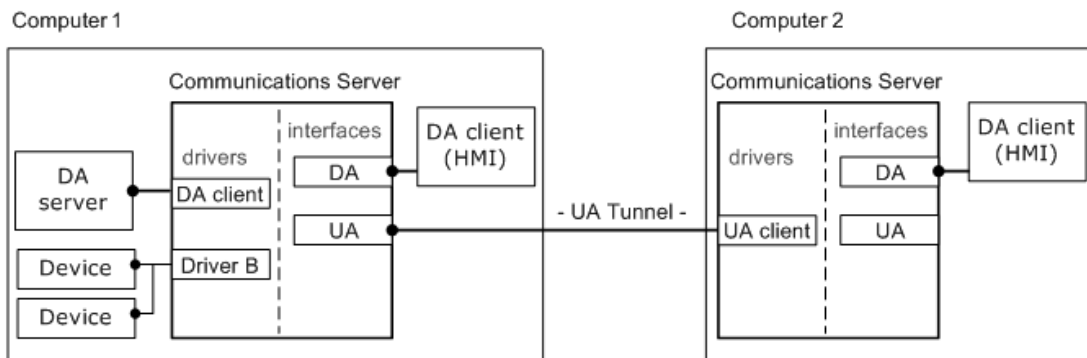 Computer 1
Computer 2
Communications Server
Communications Server
interfaces
DA client
(HMI)
interfaces
DA client
(HMI)
drivers
DA
drivers
DA
DA
server
DA client
- UA Tunnel -
UA
UA client
UA
Device
Driver B
Device